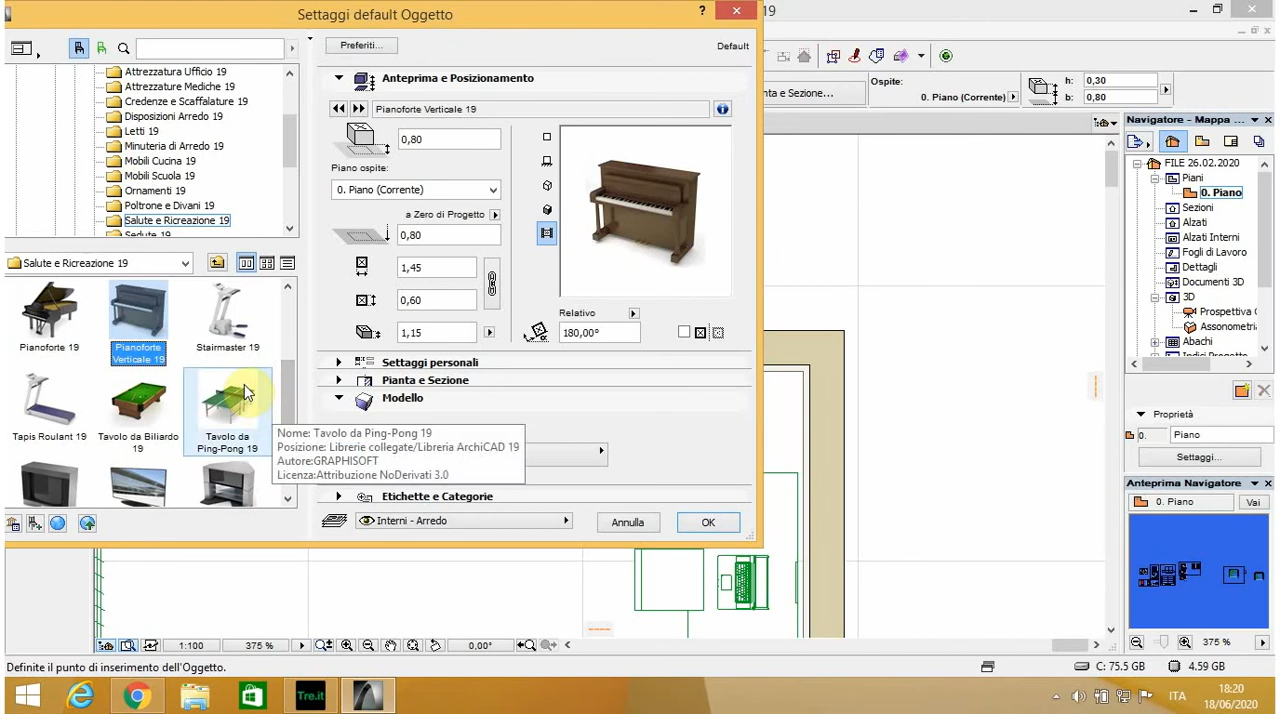 Settaggi default Oggetto
?
19
Preferiti...
Default
Attrezzatura Ufficio 19
Attrezzature Mediche 19
Credenze e Scaffalature 19
Disposizioni Arredo 19
Letti 19
Minuteria di Arredo 19
Mobili Cucina 19
Mobili Scuola 19
Ornamenti 19
Poltrone e Divani 19
Salute e Ricreazione 19
Sedute 19
Salute e Ricreazione 19
Pianoforte 19
Pianoforte
Verticale 19
Stairmaster 19
Tapis Roulant 19
Tavolo da Biliardo
19
Tavolo da
Ping-Pong 19
Nome: Tavolo da Ping-Pong 19
Posizione: Librerie collegate/Libreria ArchiCAD 19
Autore:GRAPHISOFT
Licenza:Attribuzione NoDerivati 3.0
Anteprima e Posizionamento
Pianoforte Verticale 19
0,80
Piano ospite:
0. Piano (Corrente)
a Zero di Progetto
0,80
1,45
0,60
1,15
Relativo
180,00°
Settaggi personali
Pianta e Sezione
Modello
Etichette e Categorie
Interni - Arredo
Annulla
OK
nta e Sezione...
Ospite:
0. Piano (Corrente)
h:
0,30
b:
0,80
Navigatore - Mappa
FILE 26.02.2020
Piani
0. Piano
Sezioni
Alzati
Alzati Interni
Fogli di Lavoro
Dettagli
Documenti 3D
3D
Prospettiva
Assonometri
Abachi
Proprietà
0.
Piano
Settaggi...
Anteprima Navigatore
0. Piano
Vai
375 %
1:100
375 %
0,00°
Definite il punto di inserimento dell'Oggetto.
C: 75.5 GB
4.59 GB
Tre.it
ITA
18:20
18/06/2020